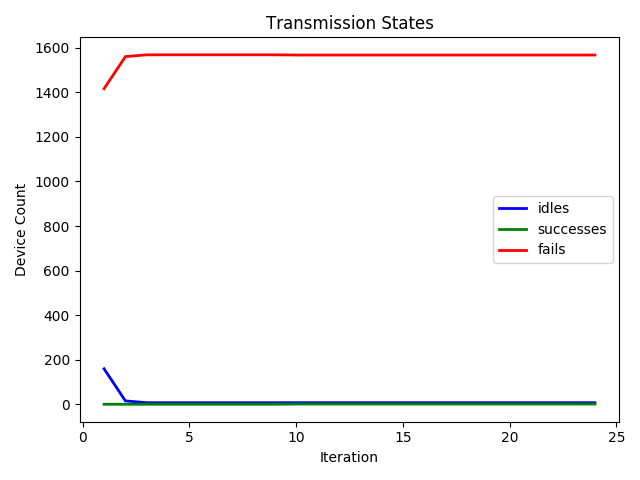 Transmission States
1600
1400
1200
1000
800
600
400
200
0
Device Count
idles
successes
fails
0 5 10 15 20 25
Iteration